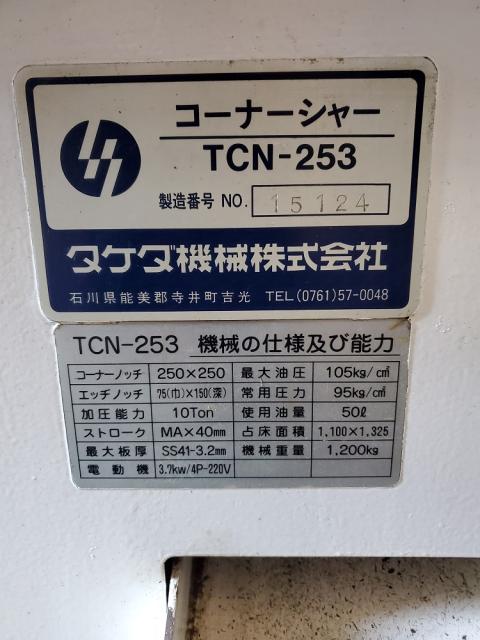 コーナーシャー
TCN-253
製造番号 NO. 15124
タケダ機械株式会社
石川県能美郡寺井町吉光 TEL(0761)57-0048
TCN-253 機械の仕様及び能力
コーナーノッチ 250×250 最大油圧 105kg/c㎡
エッチノッチ 75(巾)×150(深) 常用圧力 95kg/c㎡
加圧能力 10Ton 使用油量 50ℓ
ストローク MA×40mm 占床面積 1,100×1,325
最大板厚 SS41-3.2mm 機械重量 1,200kg
電動機 3.7kw/4P-220V